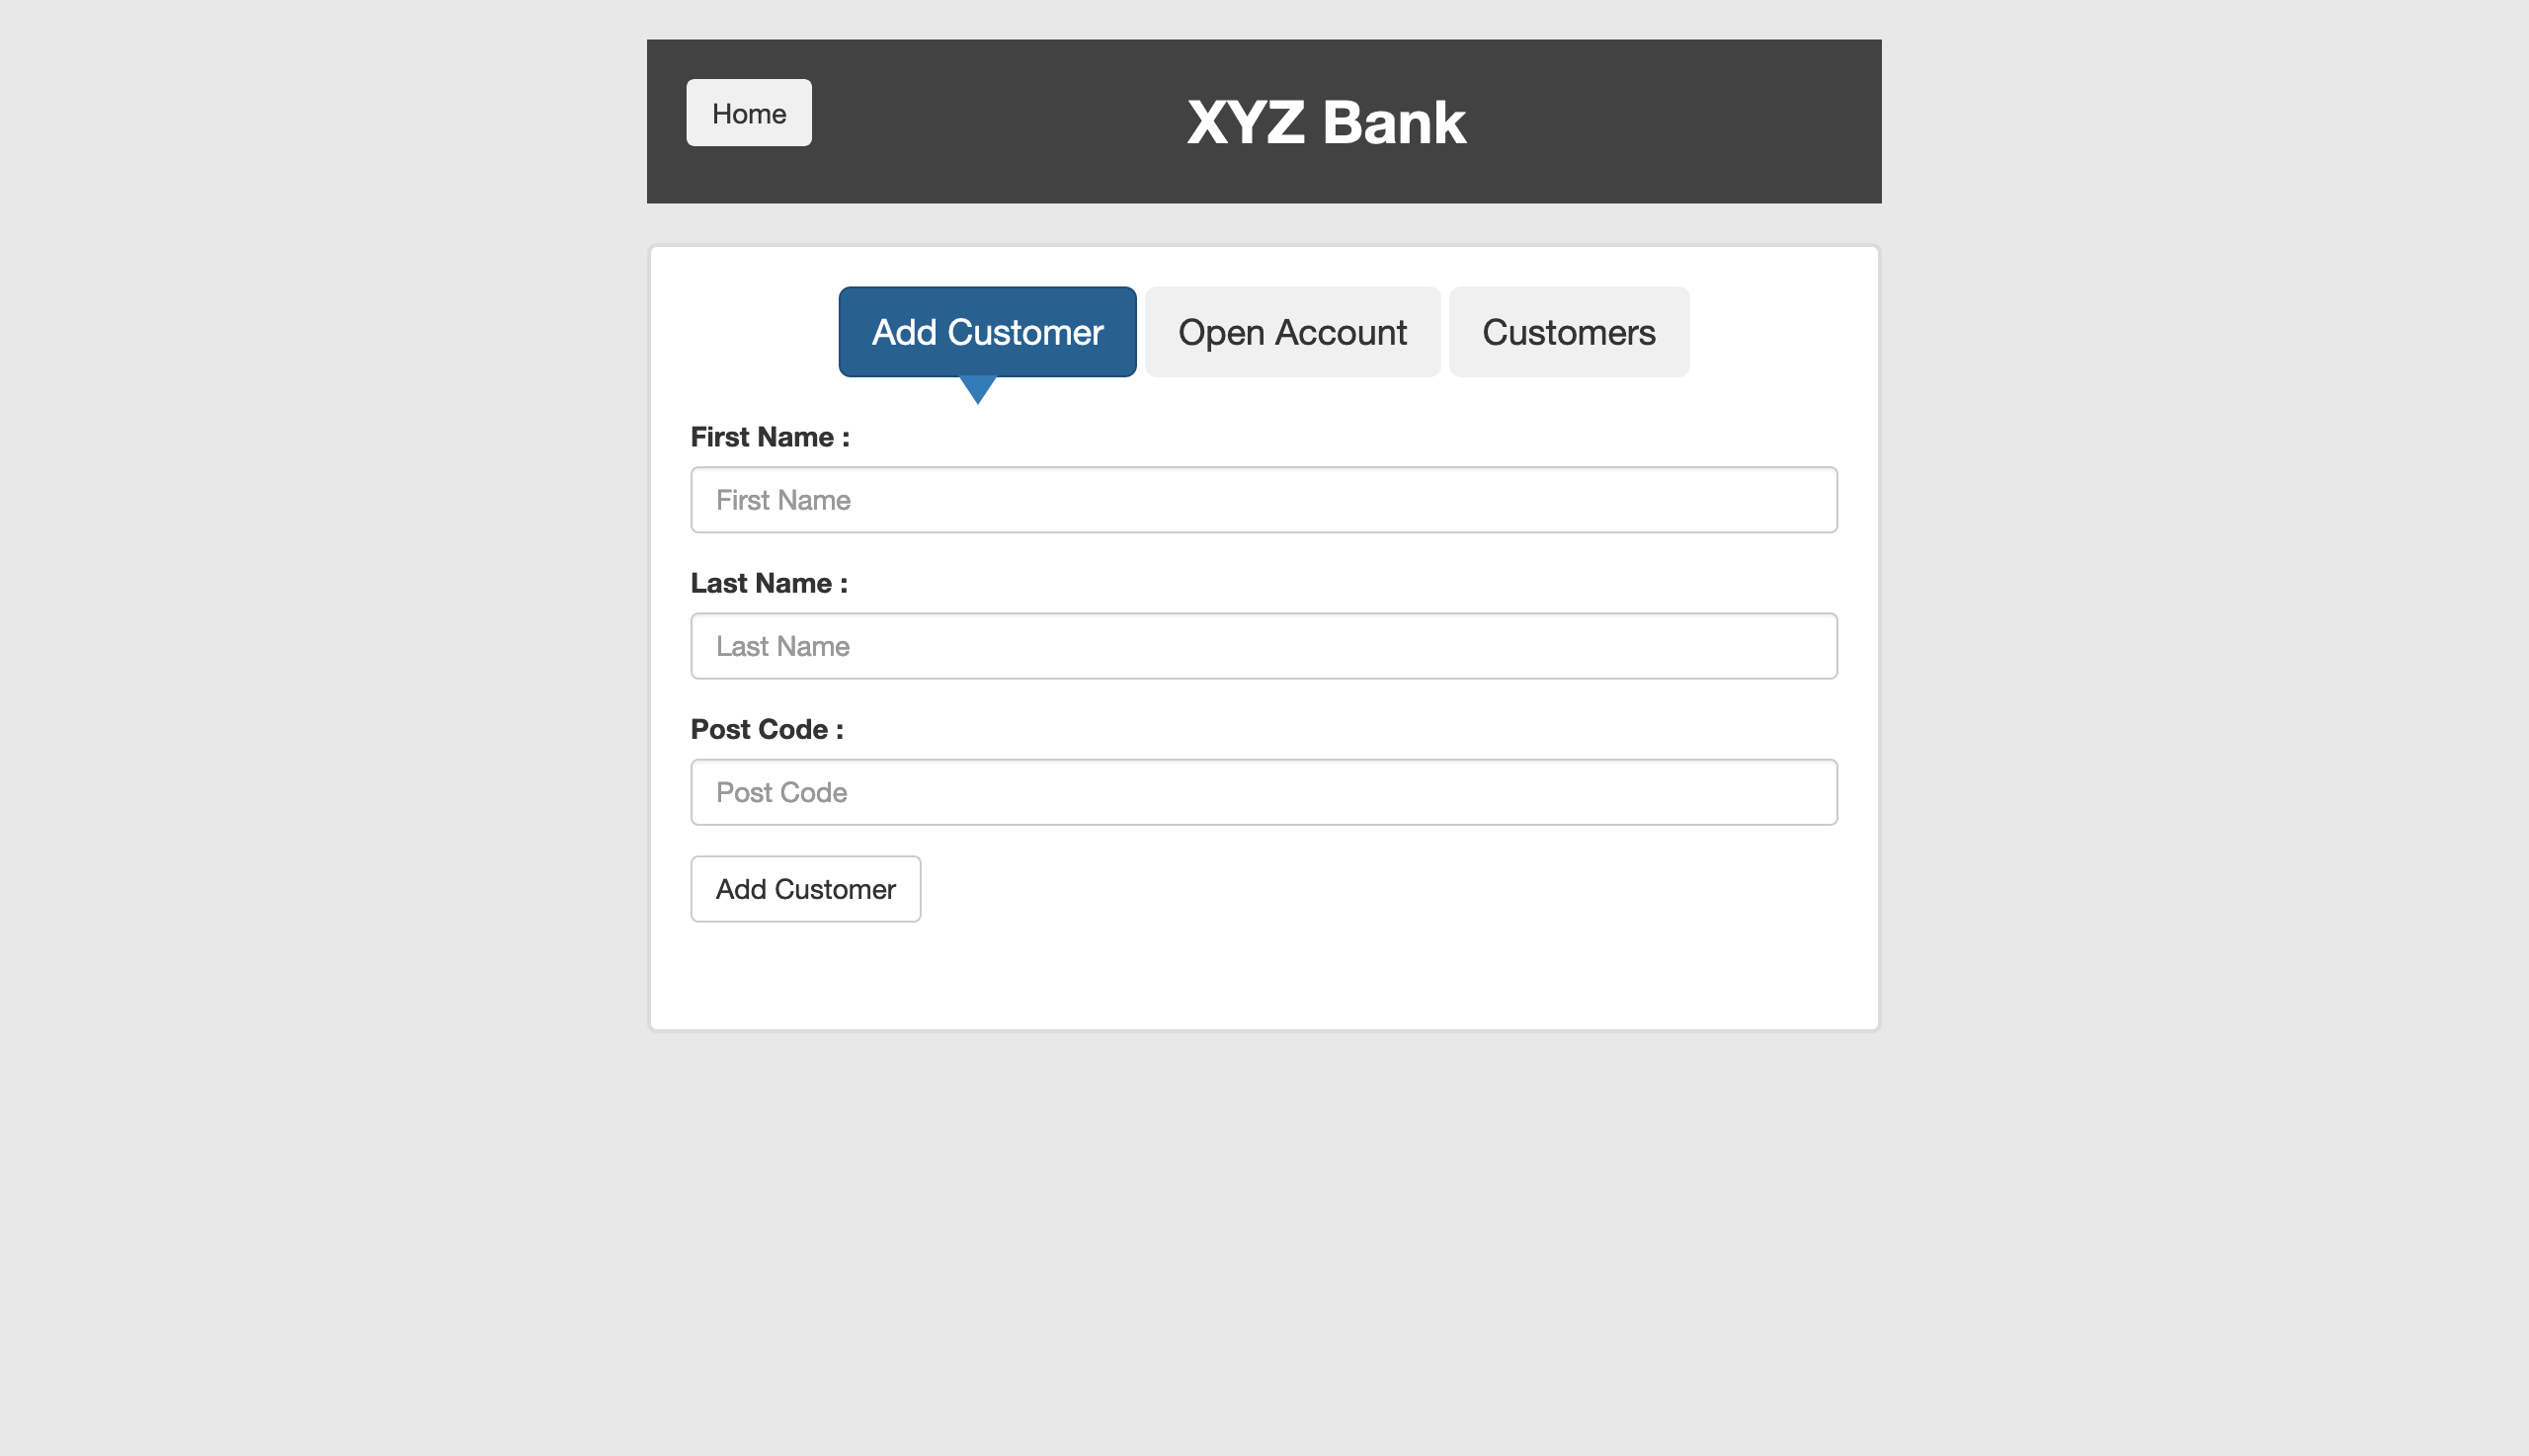 Home
XYZ Bank
Add Customer
Open Account
Customers
First Name :
First Name
Last Name :
Last Name
Post Code :
Post Code
Add Customer